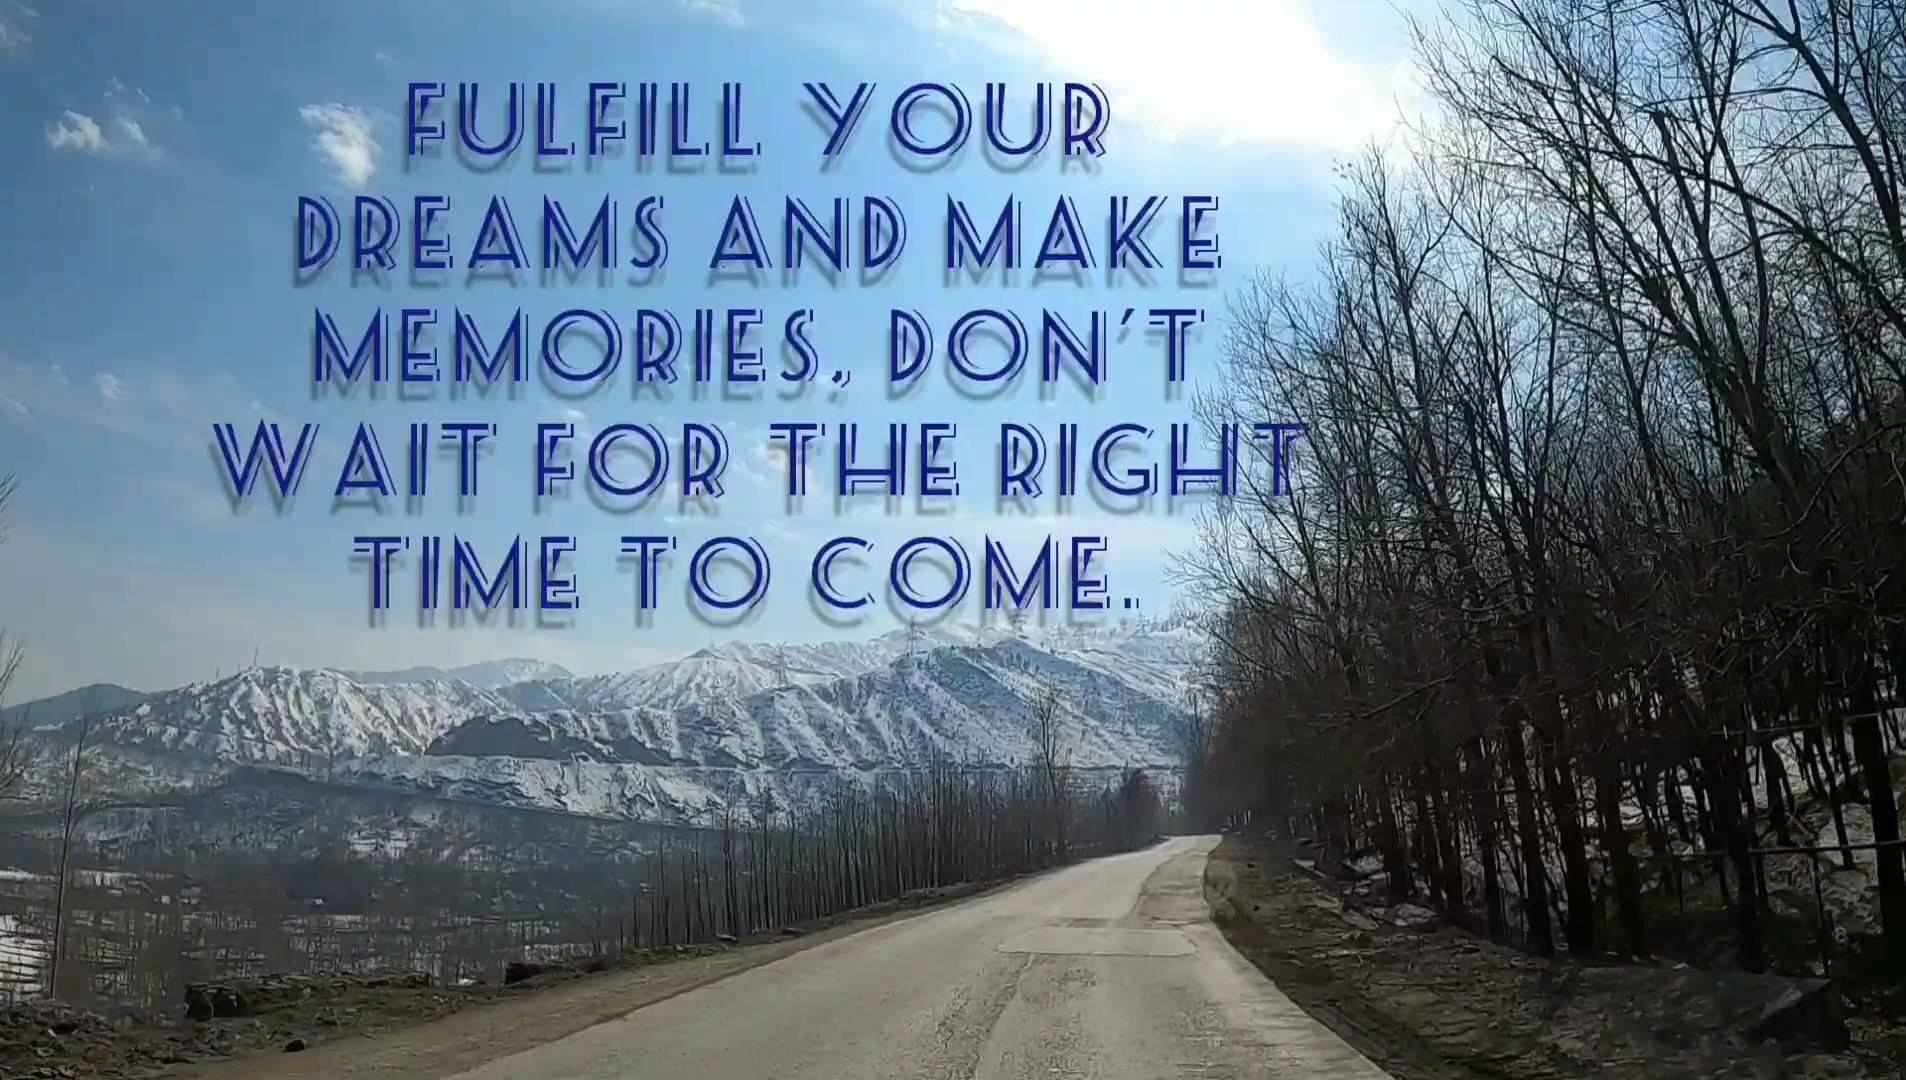 FULFILL YOUR
DREAMS AND MAKE
MEMORIES, DON'T
WAIT FOR THE RIGHT
TIME TO COME.